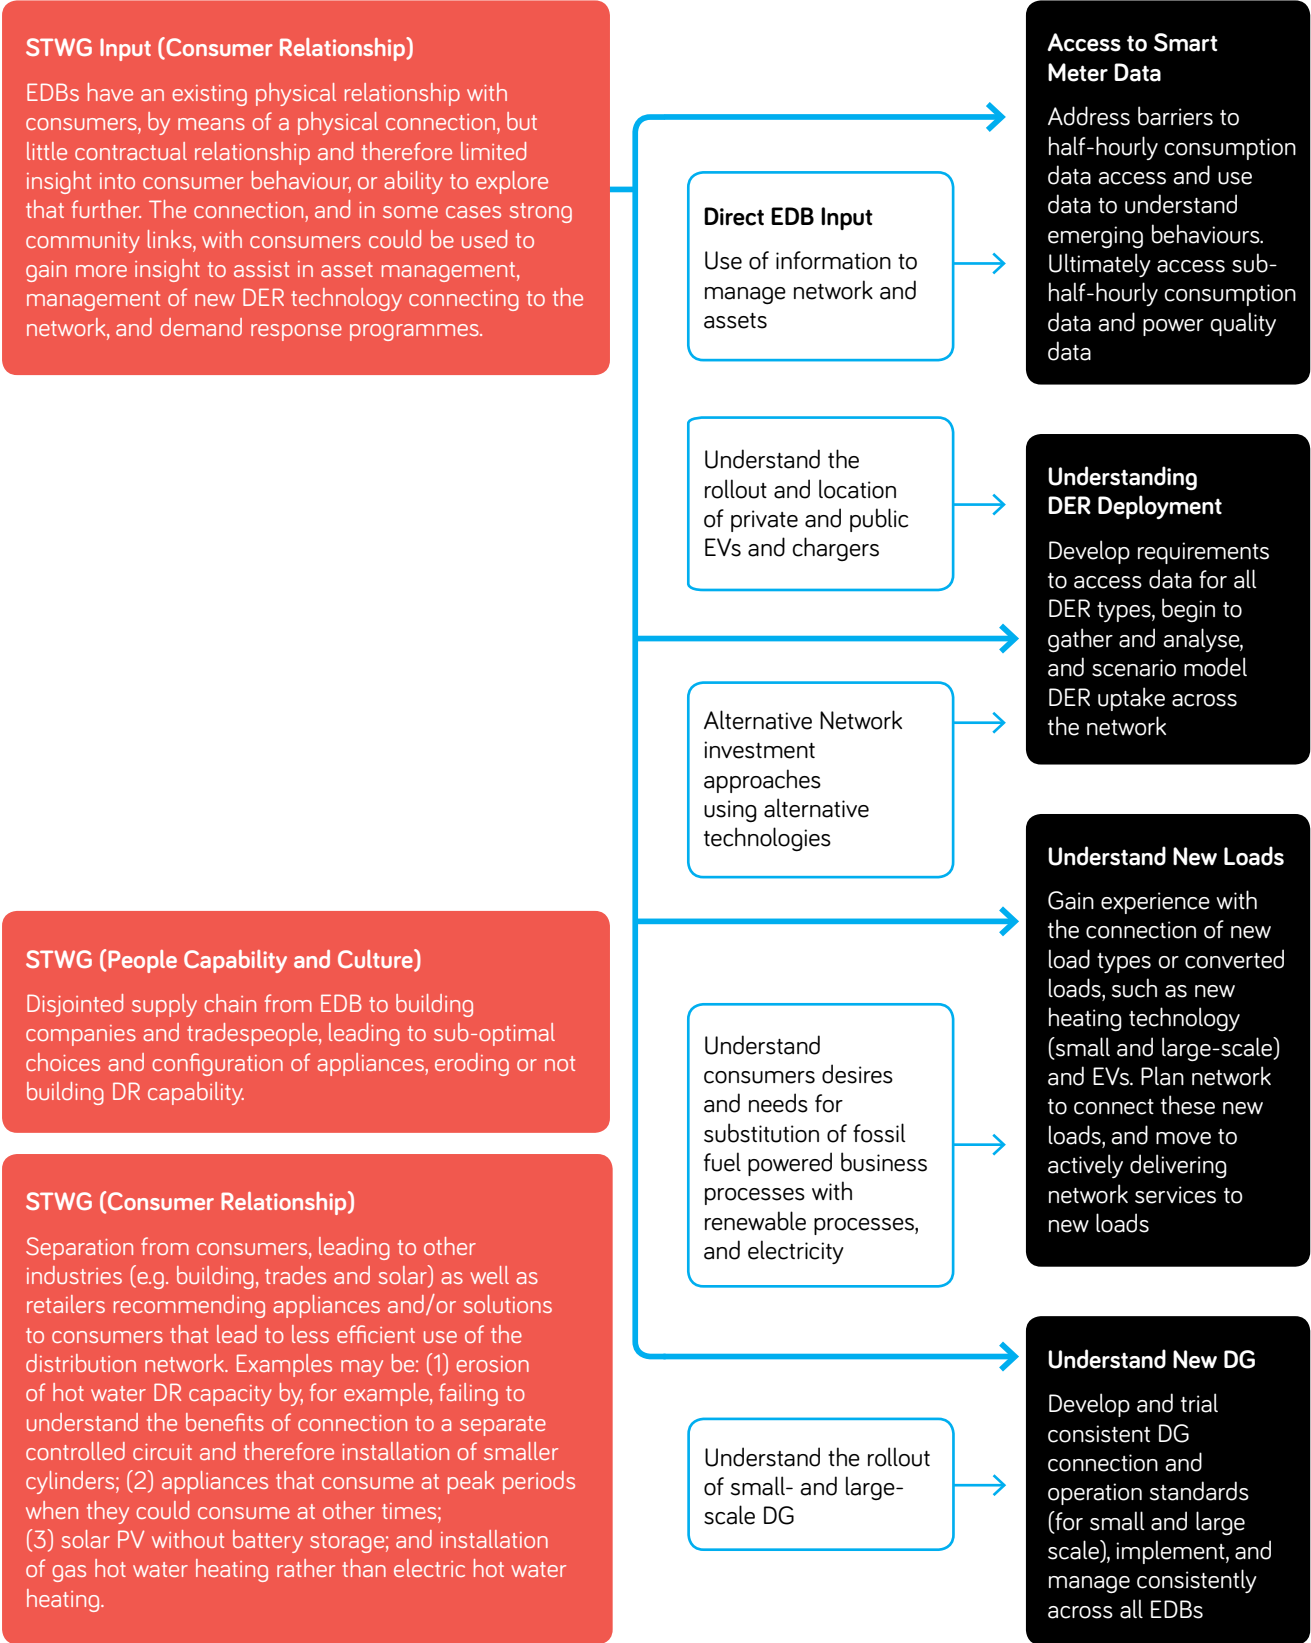 STWG Input (Consumer Relationship)
EDBs have an existing physical relationship with
consumers, by means of a physical connection, but
little contractual relationship and therefore limited
insight into consumer behaviour, or ability to explore
that further. The connection, and in some cases strong
community links, with consumers could be used to
gain more insight to assist in asset management,
management of new DER technology connecting to the
network, and demand response programmes.
STWG (People Capability and Culture)
Disjointed supply chain from EDB to building
companies and tradespeople, leading to sub-optimal
choices and configuration of appliances, eroding or not
building DR capability.
STWG (Consumer Relationship)
Separation from consumers, leading to other
industries (e.g. building, trades and solar) as well as
retailers recommending appliances and/or solutions
to consumers that lead to less efficient use of the
distribution network. Examples may be: (1) erosion
of hot water DR capacity by, for example, failing to
understand the benefits of connection to a separate
controlled circuit and therefore installation of smaller
cylinders; (2) appliances that consume at peak periods
when they could consume at other times;
(3) solar PV without battery storage; and installation
of gas hot water heating rather than electric hot water
heating.
Direct EDB Input
Use of information to
manage network and
assets
Understand the
rollout and location
of private and public
EVs and chargers
Alternative Network
investment
approaches
using alternative
technologies
Understand
consumers desires
and needs for
substitution of fossil
fuel powered business
processes with
renewable processes,
and electricity
Understand the rollout
of small- and large-
scale DG
Access to Smart
Meter Data
Address barriers to
half-hourly consumption
data access and use
data to understand
emerging behaviours.
Ultimately access sub-
half-hourly consumption
data and power quality
data
Understanding
DER Deployment
Develop requirements
to access data for all
DER types, begin to
gather and analyse,
and scenario model
DER uptake across
the network
Understand New Loads
Gain experience with
the connection of new
load types or converted
loads, such as new
heating technology
(small and large-scale)
and EVs. Plan network
to connect these new
loads, and move to
actively delivering
network services to
new loads
Understand New DG
Develop and trial
consistent DG
connection and
operation standards
(for small and large
scale), implement, and
manage consistently
across all EDBs